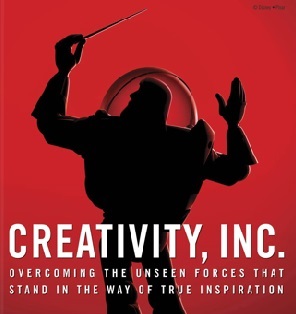 CREATIVITY, INC.
OVERCOMING THE UNSEEN FORCES THAT
STAND IN THE WAY OF TRUE INSPIRATION